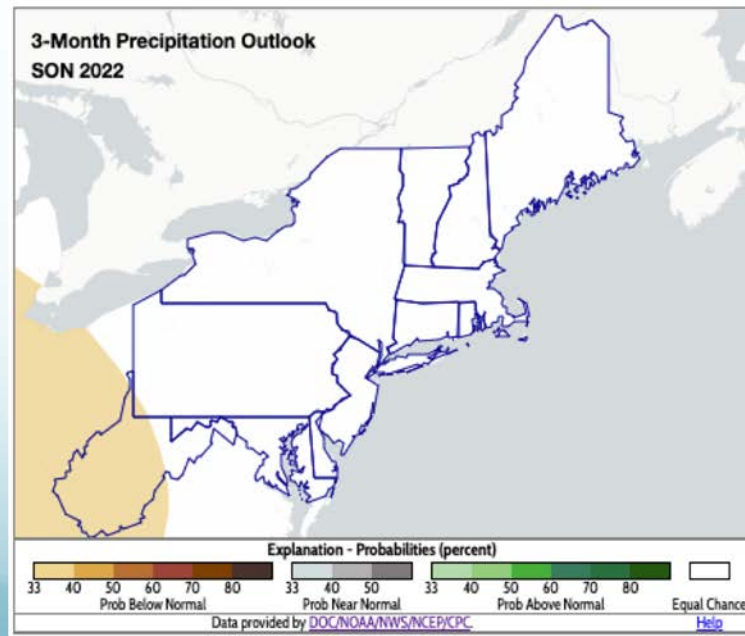 3-Month Precipitation Outlook
SON 2022
Explanation - Probabilities (percent)
33 40 50 60 70 80 33 40 50 33 40 50 60 70 80
Prob Below Normal Prob Near Normal Prob Above Normal Equal Chance
Data provided by DOC/NOAA/NWS/NCEP/CPC. Help